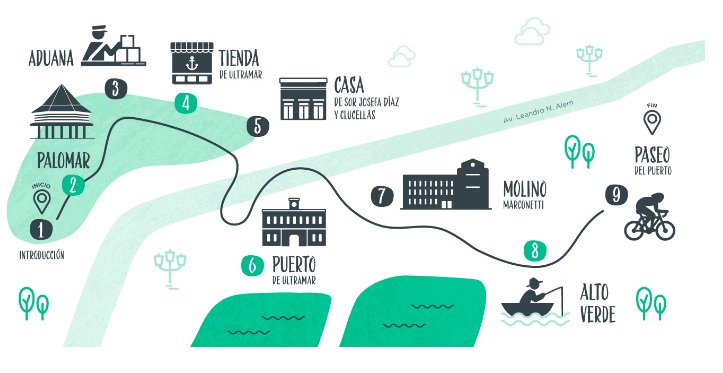 ADUANA
3
TIENDA
DE ULTRAMAR
4
CASA
DE SOR JOSEFA DÍAZ
Y CLUCELLAS
5
PALOMAR
2
INICIO
1
INTRODUCCIÓN
Av. Leandro N. Alem
6
PUERTO
DE ULTRAMAR
7
MOLINO
MARCONETTI
8
ALTO
VERDE
FIN
PASEO
DEL PUERTO
9